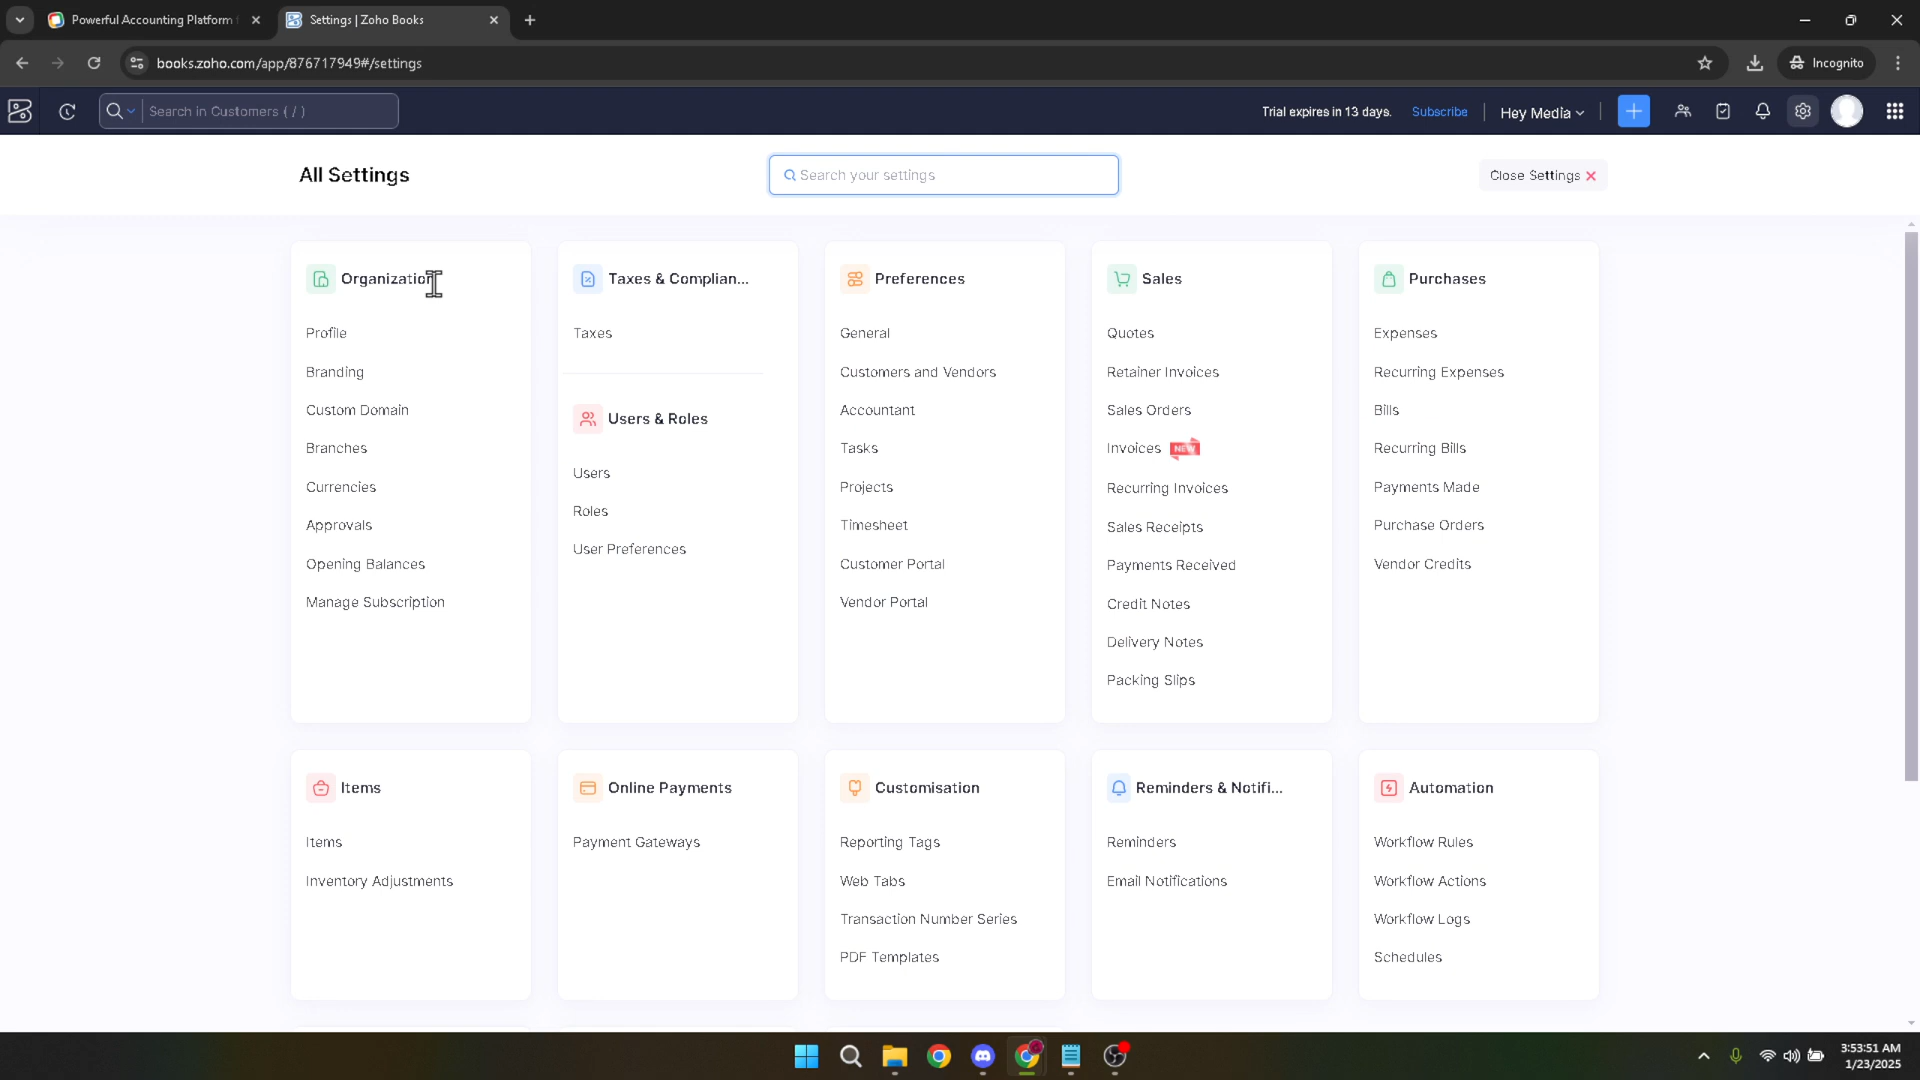 Powerful Accounting Platform
Settings | Zoho Books
books.zoho.com/app/876717949#/settings
Incognito
Search in Customers ( / )
Trial expires in 13 days.
Subscribe
Hey Media
All Settings
Search your settings
Close Settings
Organization
Profile
Branding
Custom Domain
Branches
Currencies
Approvals
Opening Balances
Manage Subscription
Taxes & Complian...
Taxes
Users & Roles
Users
Roles
User Preferences
Preferences
General
Customers and Vendors
Accountant
Tasks
Projects
Timesheet
Customer Portal
Vendor Portal
Sales
Quotes
Retainer Invoices
Sales Orders
Invoices NEW
Recurring Invoices
Sales Receipts
Payments Received
Credit Notes
Delivery Notes
Packing Slips
Purchases
Expenses
Recurring Expenses
Bills
Recurring Bills
Payments Made
Purchase Orders
Vendor Credits
Items
Items
Inventory Adjustments
Online Payments
Payment Gateways
Customisation
Reporting Tags
Web Tabs
Transaction Number Series
PDF Templates
Reminders & Notifi...
Reminders
Email Notifications
Automation
Workflow Rules
Workflow Actions
Workflow Logs
Schedules
3:53:51 AM
1/23/2025